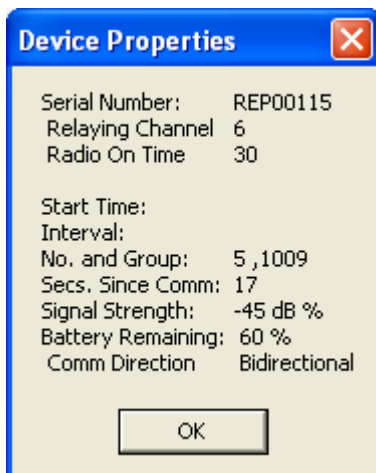 Device Properties
Serial Number: REP00115
Relaying Channel 6
Radio On Time 30
Start Time:
Interval:
No. and Group: 5 ,1009
Secs. Since Comm: 17
Signal Strength: -45 dB %
Battery Remaining: 60 %
Comm Direction Bidirectional
OK